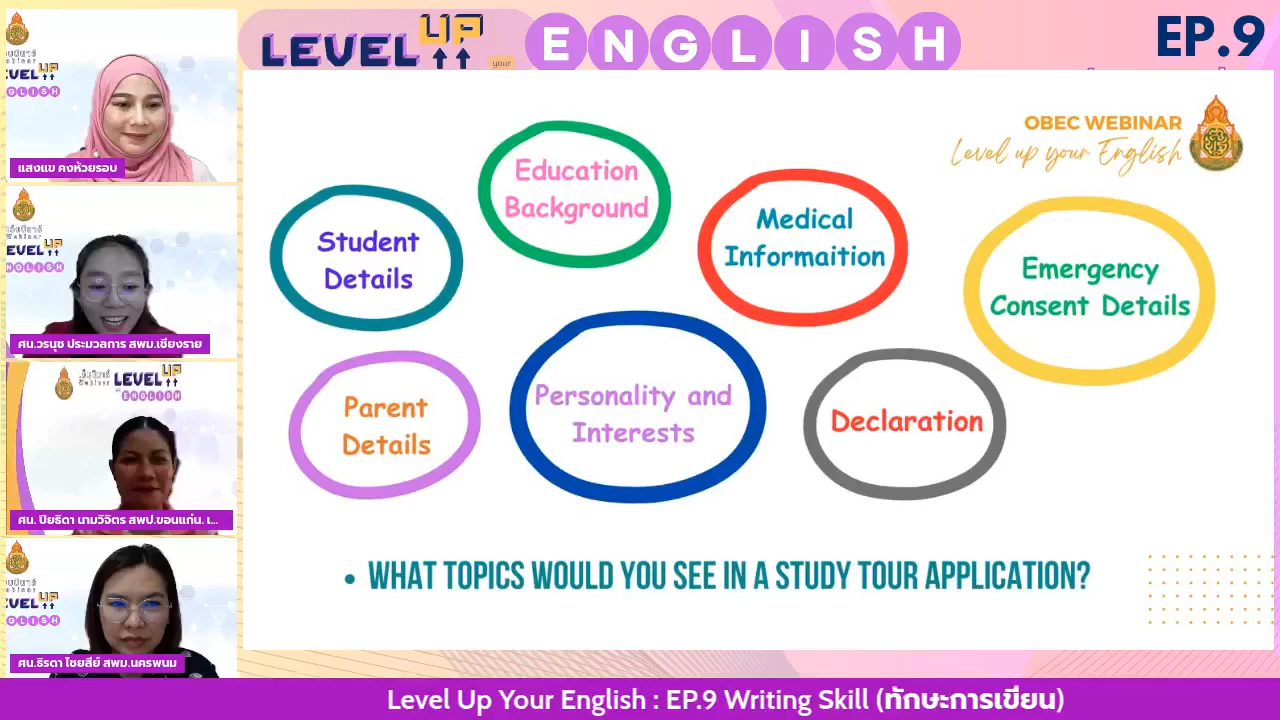 LEVEL UP your ENGLISH
EP.9
OBEC WEBINAR
Level up your English
Education
Background
Student
Details
Medical
Informaition
Emergency
Consent Details
Parent
Details
Personality and
Interests
Declaration
• WHAT TOPICS WOULD YOU SEE IN A STUDY TOUR APPLICATION?
แสงแข คงห้วยรอบ
ศน.วรนุช ประมวลการ สพม.เชียงราย
LEVEL UP
ENGLISH
ศน. ปิยธิดา นามวิจิตร สพป.ขอนแก่น. เ...
ศน.ธิรดา ไชยสีย์ สพม.นครพนม
Level Up Your English : EP.9 Writing Skill (ทักษะการเขียน)